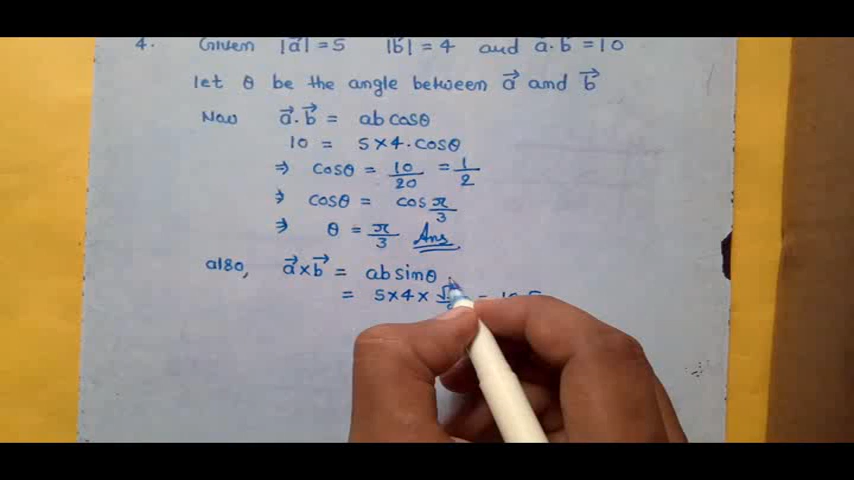 4. Given |a⃗| = 5 |b⃗| = 4 and a⃗.b⃗ = 10
let θ be the angle between a⃗ and b⃗
Now a⃗.b⃗ = ab cosθ
10 = 5×4.cosθ
⇒ cosθ = 10/20 = 1/2
⇒ cosθ = cos π/3
⇒ θ = π/3 Ans
also, a⃗×b⃗ = ab sinθ
= 5×4×